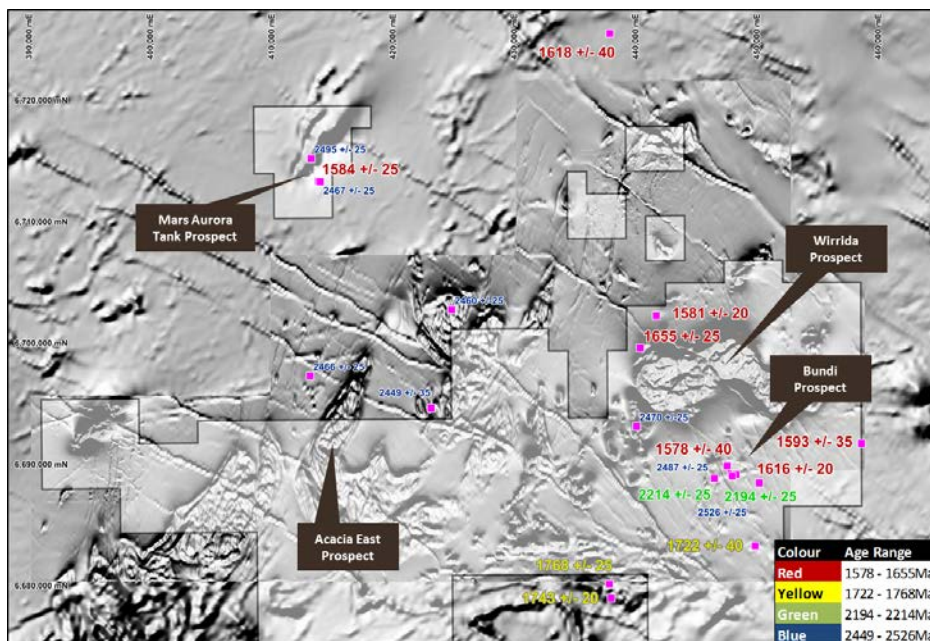 390,000 mE
410,000 mE
420,000 mE
430,000 mE
440,000 mE
450,000 mE
460,000 mE
1618 +/- 40
6,720,000 mN
2495 +/- 25
1584 +/- 25
2467 +/- 25
Mars Aurora
Tank Prospect
6,710,000 mN
Wirrida
Prospect
2460 +/- 25
1581 +/- 20
1655 +/- 25
6,700,000 mN
2466 +/- 25
Bundi
Prospect
2449 +/- 35
2470 +/-25
1578 +/- 40
1593 +/- 35
2487 +/- 25
1616 +/- 20
6,690,000 mN
2214 +/- 25
2194 +/- 25
2526 +/-25
Acacia East
Prospect
1722 +/- 40
1768 +/- 25
6,680,000 mN
1743 +/- 20
Colour Age Range
Red 1578 - 1655Ma
Yellow 1722 - 1768Ma
Green 2194 - 2214Ma
Blue 2449 - 2526Ma